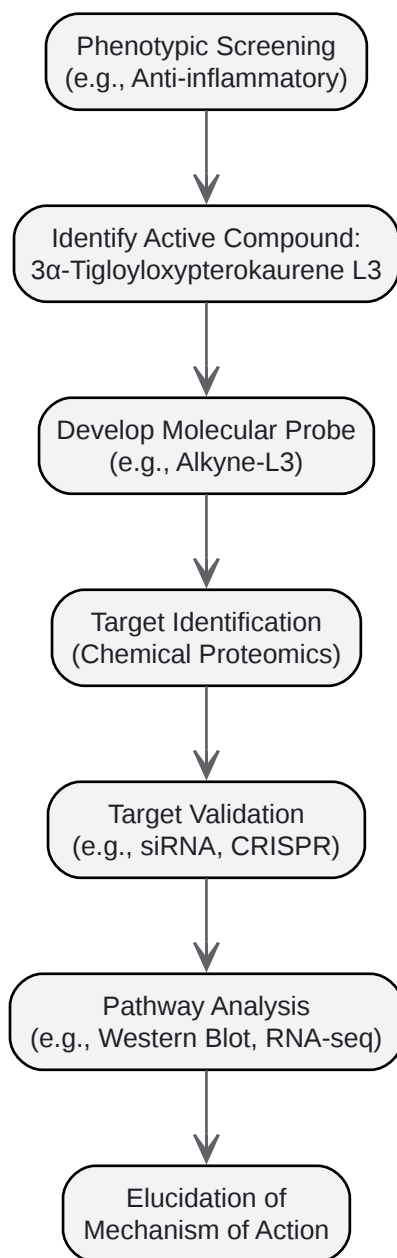 Phenotypic Screening
(e.g., Anti-inflammatory)
Identify Active Compound:
3α-Tigloyloxypterokaurene L3
Develop Molecular Probe
(e.g., Alkyne-L3)
Target Identification
(Chemical Proteomics)
Target Validation
(e.g., siRNA, CRISPR)
Pathway Analysis
(e.g., Western Blot, RNA-seq)
Elucidation of
Mechanism of Action